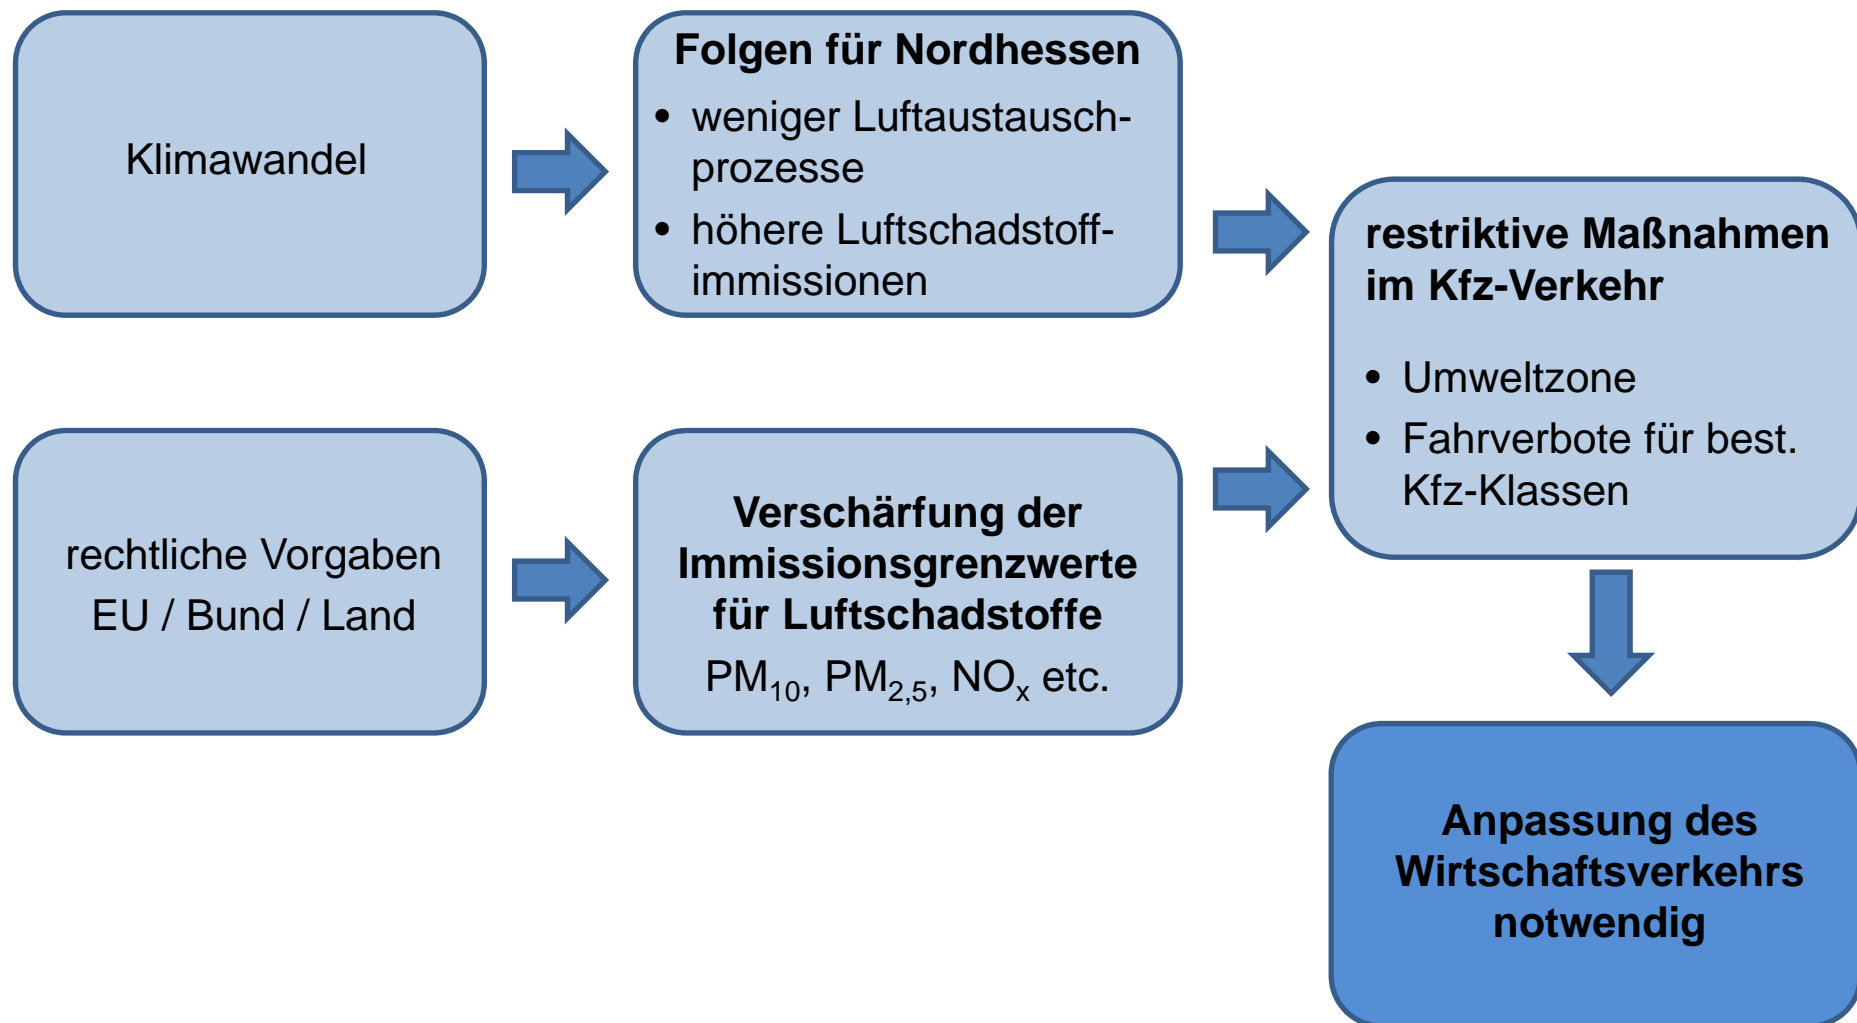 Klimawandel
Folgen für Nordhessen
• weniger Luftaustausch-
prozesse
• höhere Luftschadstoff-
immissionen
rechtliche Vorgaben
EU / Bund / Land
Verschärfung der
Immissionsgrenzwerte
für Luftschadstoffe
PM₁₀, PM₂,₅, NOₓ etc.
restriktive Maßnahmen
im Kfz-Verkehr
• Umweltzone
• Fahrverbote für best.
Kfz-Klassen
Anpassung des
Wirtschaftsverkehrs
notwendig